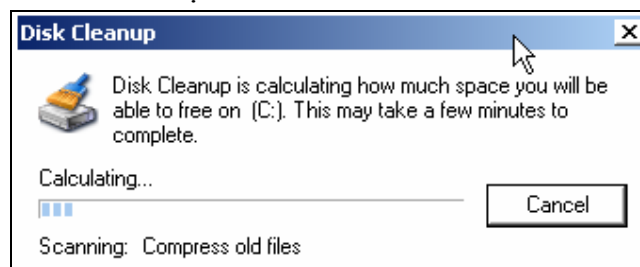 Disk Cleanup
Disk Cleanup is calculating how much space you will be
able to free on (C:). This may take a few minutes to
complete.
Calculating...
Cancel
Scanning: Compress old files